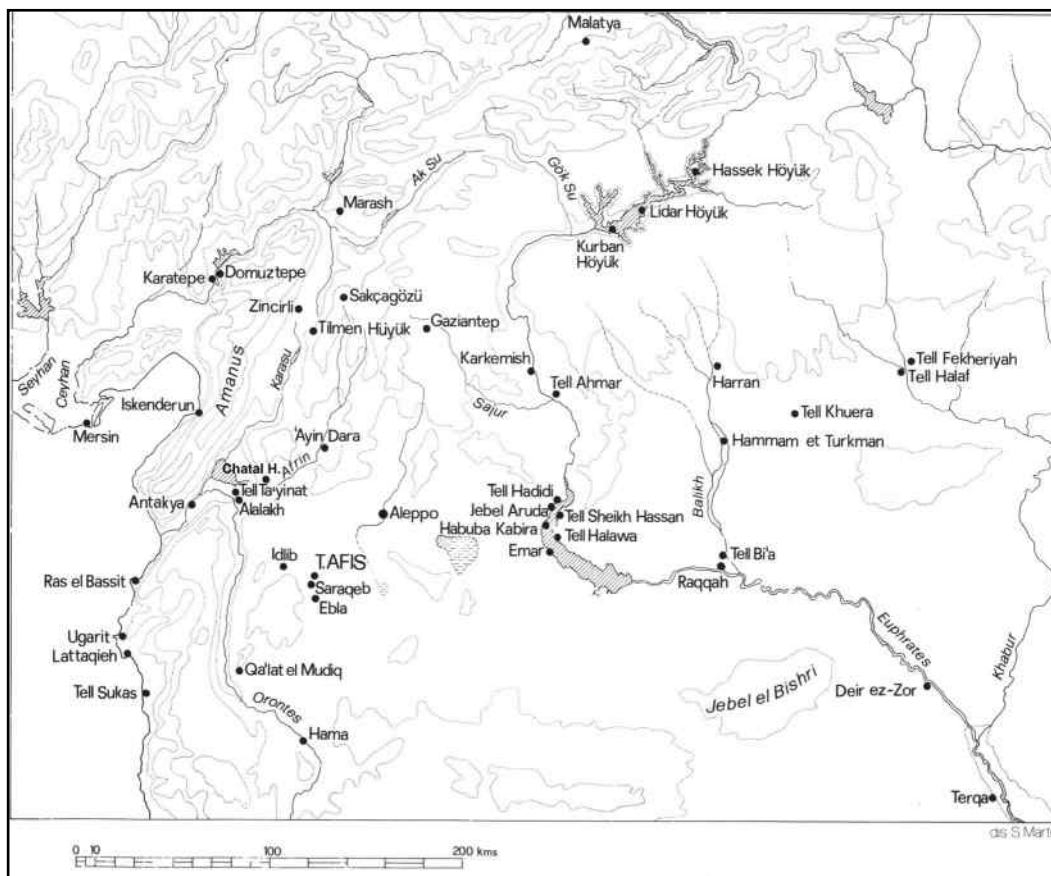 Malatya
Hassek Höyük
Gök Su
Ak Su
Marash
Lidar Höyük
Kurban
Höyük
Karatepe
Domuztepe
Zincirli
Sakçagözü
Tilmen Hüyük
Gaziantep
Karkemish
Tell Fekheriyah
Tell Halaf
Harran
Seyhan
Ceyhan
Amanus
Karasu
Tell Ahmar
Iskenderun
Sajur
Tell Khuera
Mersin
'Ayin Dara
Hammam et Turkman
Chatal H.
Afrin
Tell Ta'yinat
Antakya
Alalakh
Aleppo
Tell Hadidi
Jebel Aruda
Tell Sheikh Hassan
Habuba Kabira
Tell Halawa
Balikh
Emar
Tell Bi'a
Raqqah
Idlib
T.AFIS
Saraqeb
Ebla
Ras el Bassit
Ugarit
Lattaqieh
Qa'lat el Mudiq
Tell Sukas
Orontes
Hama
Jebel el Bishri
Euphrates
Khabur
Deir ez-Zor
Terqa
dis S. Marte
0 10 100 200 kms